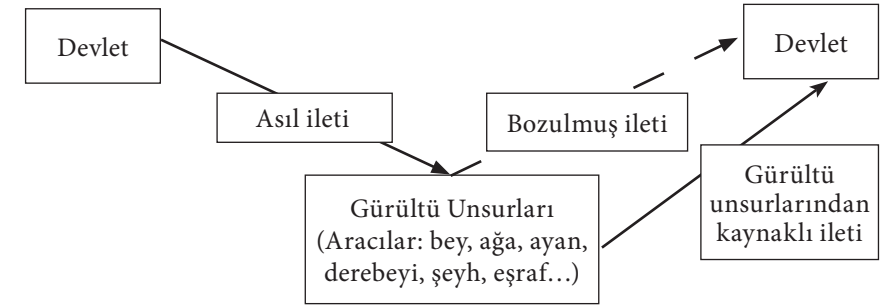 Devlet
Devlet
Asıl ileti
Bozulmuş ileti
Gürültü Unsurları
(Aracılar: bey, ağa, ayan,
derebeyi, şeyh, eşraf…)
Gürültü
unsurlarından
kaynaklı ileti